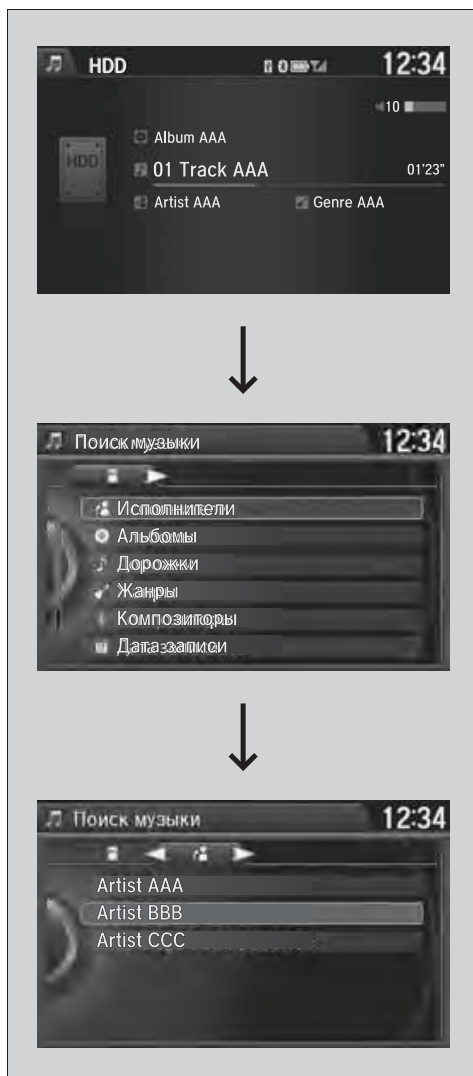 HDD 12:34
10
HDD
Album AAA
01 Track AAA 01'23"
Artist AAA Genre AAA
Поиск музыки 12:34
Исполнители
Альбомы
Дорожки
Жанры
Композиторы
Дата записи
Поиск музыки 12:34
Artist AAA
Artist BBB
Artist CCC